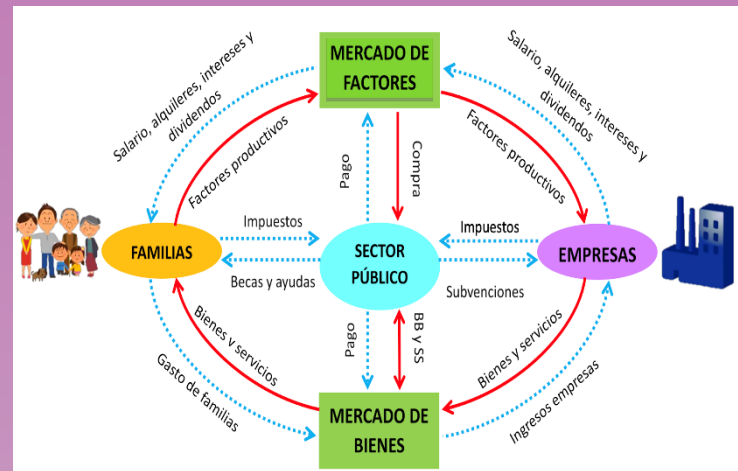 MERCADO DE
FACTORES
Salario, alquileres, intereses y
dividendos
Salario, alquileres, intereses y
dividendos
Factores productivos
Factores productivos
Pago
Compra
Impuestos
Impuestos
FAMILIAS
SECTOR
PÚBLICO
EMPRESAS
Becas y ayudas
Subvenciones
Pago
BB y SS
Bienes y servicios
Bienes y servicios
Gasto de familias
Ingresos empresas
MERCADO DE
BIENES